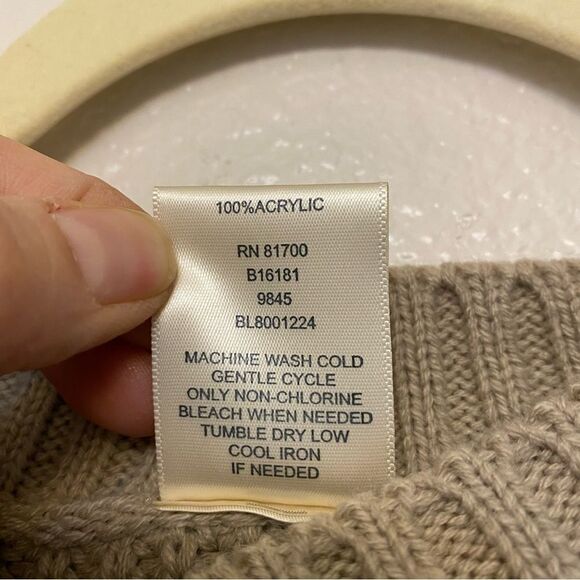 100%ACRYLIC
RN 81700
B16181
9845
BL8001224
MACHINE WASH COLD
GENTLE CYCLE
ONLY NON-CHLORINE
BLEACH WHEN NEEDED
TUMBLE DRY LOW
COOL IRON
IF NEEDED